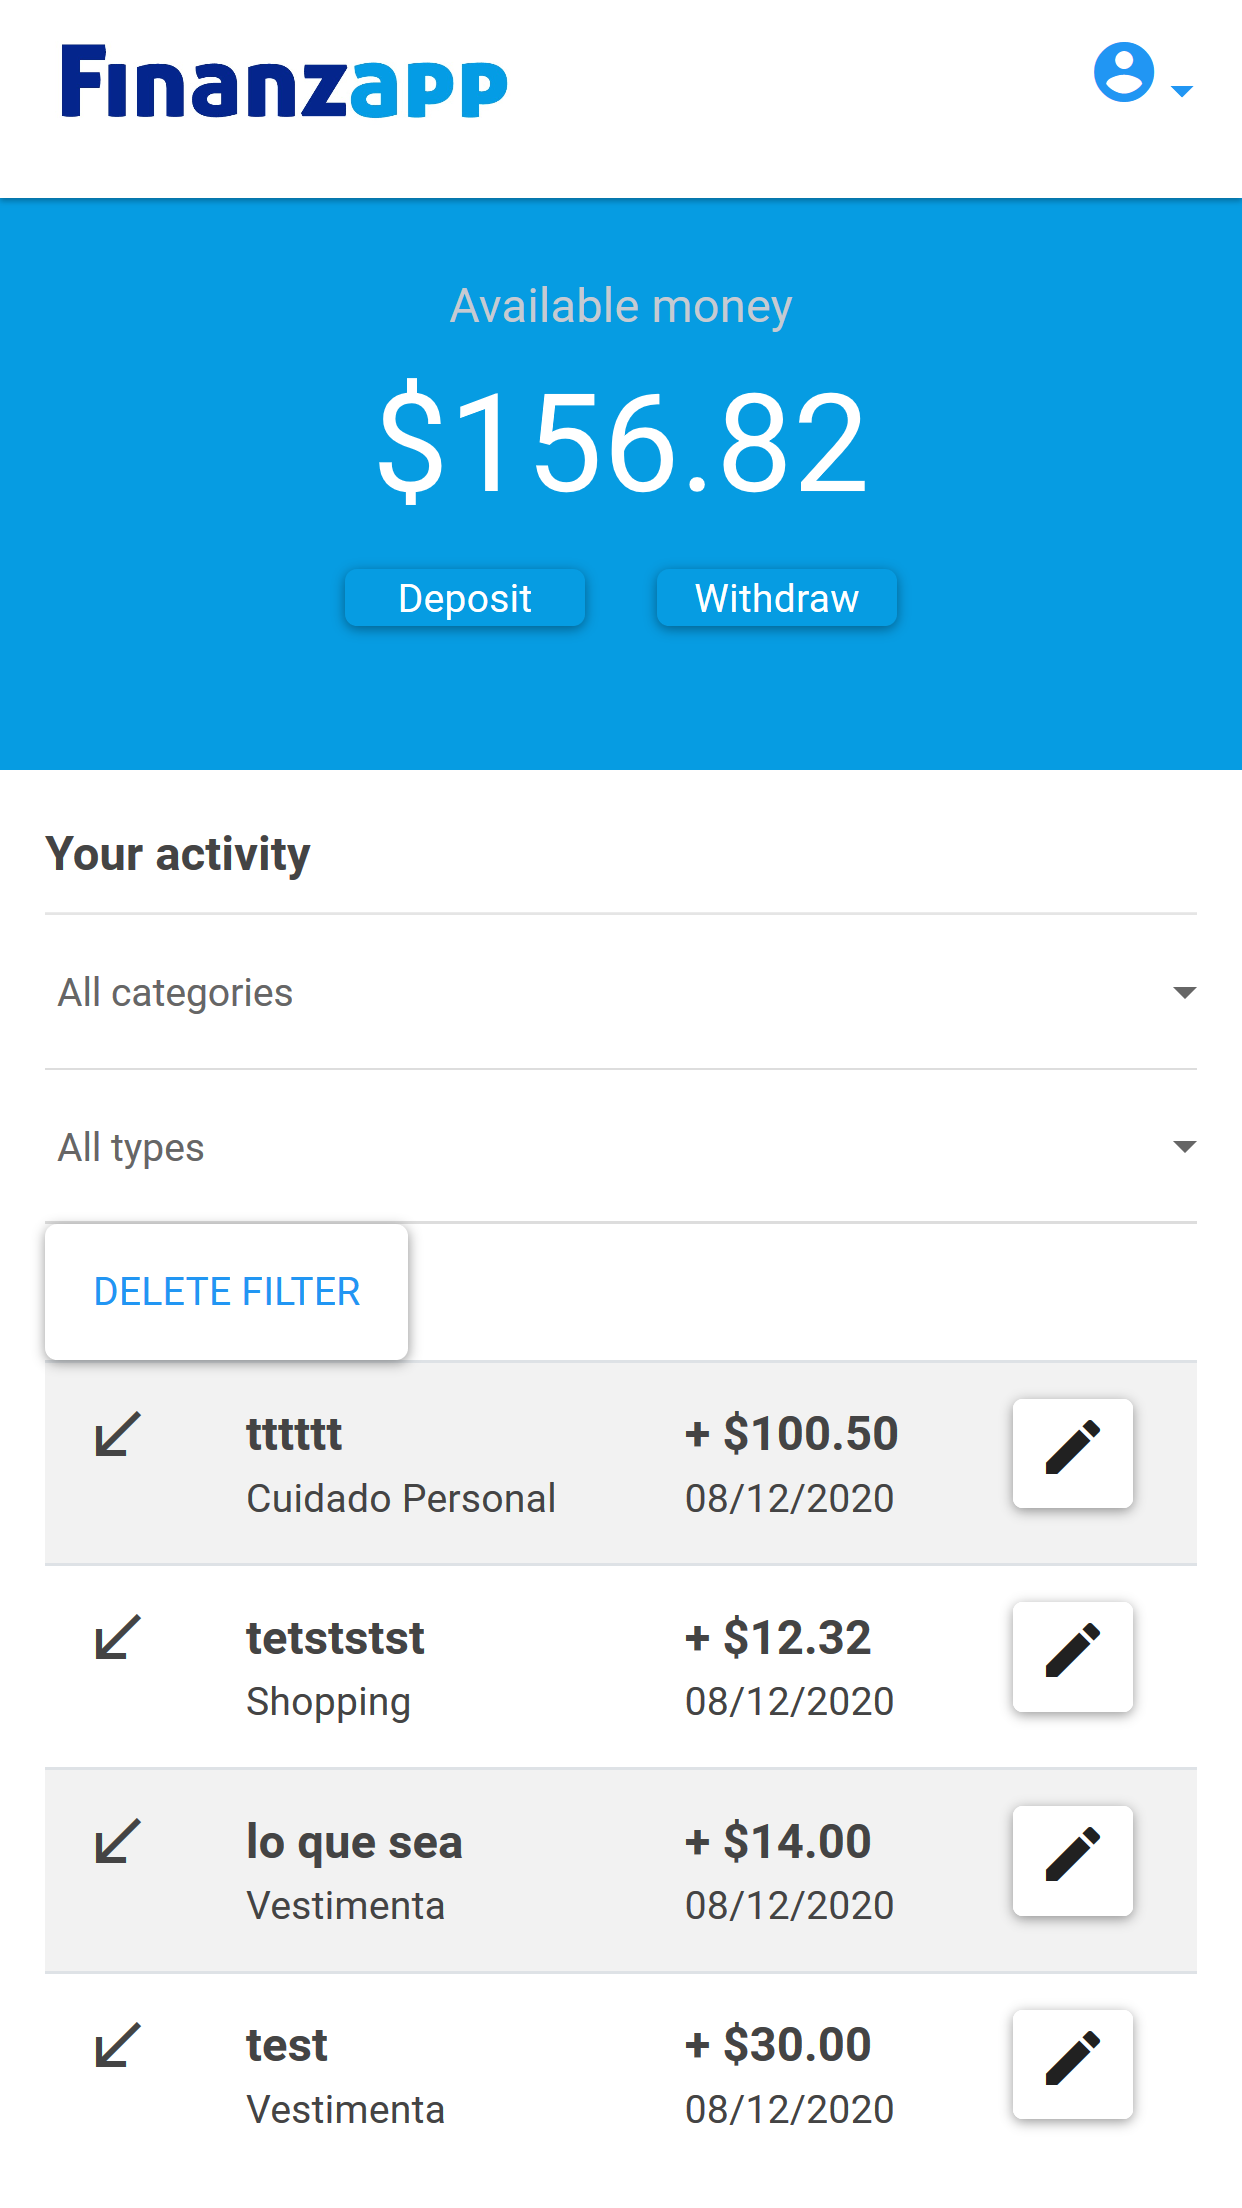 Finanzapp
Available money
$156.82
Deposit Withdraw
Your activity
All categories
All types
DELETE FILTER
tttttt + $100.50
Cuidado Personal 08/12/2020
tetststst + $12.32
Shopping 08/12/2020
lo que sea + $14.00
Vestimenta 08/12/2020
test + $30.00
Vestimenta 08/12/2020